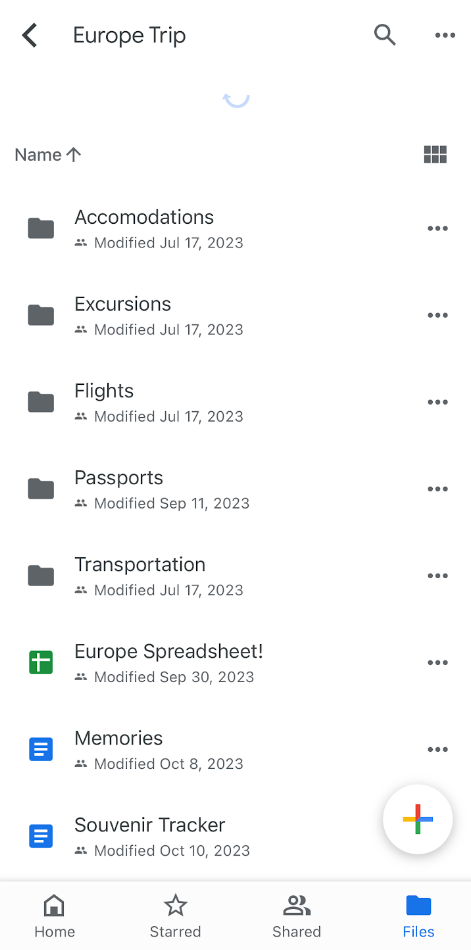 Europe Trip
Name
Accomodations
Modified Jul 17, 2023
Excursions
Modified Jul 17, 2023
Flights
Modified Jul 17, 2023
Passports
Modified Sep 11, 2023
Transportation
Modified Jul 17, 2023
Europe Spreadsheet!
Modified Sep 30, 2023
Memories
Modified Oct 8, 2023
Souvenir Tracker
Modified Oct 10, 2023
Home Starred Shared Files